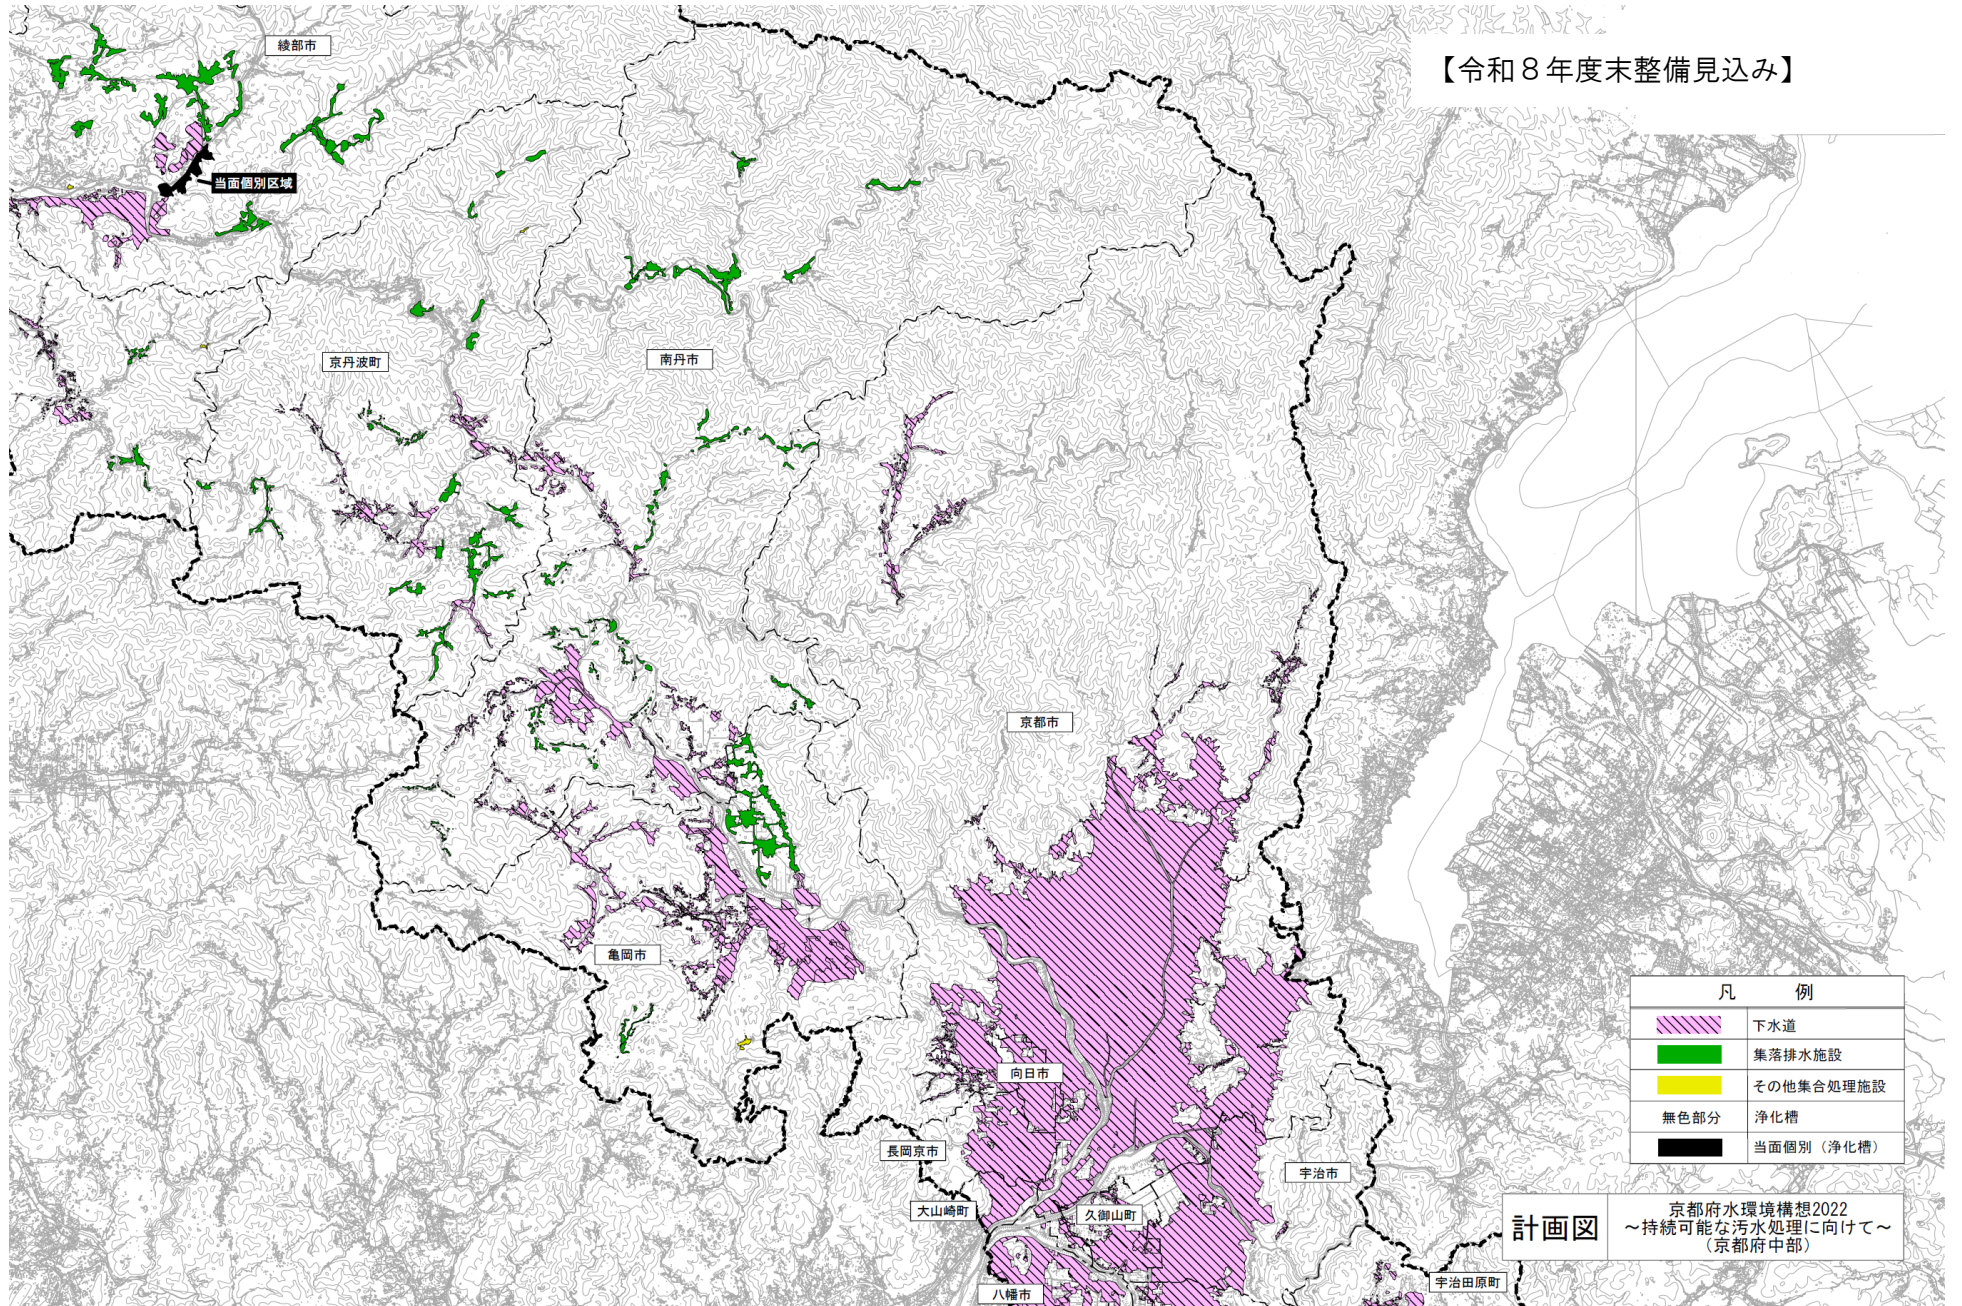 【令和８年度末整備見込み】
綾部市
当面個別区域
京丹波町
南丹市
京都市
亀岡市
向日市
長岡京市
宇治市
大山崎町
久御山町
八幡市
宇治田原町
凡　例
下水道
集落排水施設
その他集合処理施設
無色部分 浄化槽
当面個別（浄化槽）
計画図
京都府水環境構想2022
～持続可能な汚水処理に向けて～
（京都府中部）